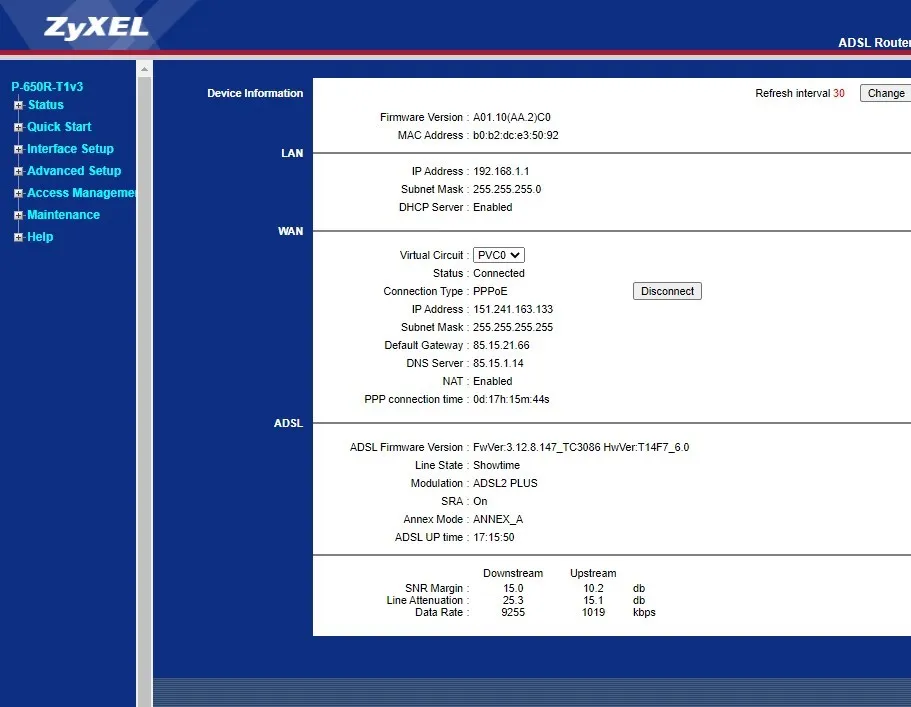 ZyXEL
ADSL Router
P-650R-T1v3
Status
Quick Start
Interface Setup
Advanced Setup
Access Managemen
Maintenance
Help
Device Information
Refresh interval 30 Change
Firmware Version : A01.10(AA.2)C0
MAC Address : b0:b2:dc:e3:50:92
LAN
IP Address : 192.168.1.1
Subnet Mask : 255.255.255.0
DHCP Server : Enabled
WAN
Virtual Circuit : PVC0
Status : Connected
Connection Type : PPPoE Disconnect
IP Address : 151.241.163.133
Subnet Mask : 255.255.255.255
Default Gateway : 85.15.21.66
DNS Server : 85.15.1.14
NAT : Enabled
PPP connection time : 0d:17h:15m:44s
ADSL
ADSL Firmware Version : FwVer:3.12.8.147_TC3086 HwVer:T14F7_6.0
Line State : Showtime
Modulation : ADSL2 PLUS
SRA : On
Annex Mode : ANNEX_A
ADSL UP time : 17:15:50
Downstream Upstream
SNR Margin : 15.0 10.2 db
Line Attenuation : 25.3 15.1 db
Data Rate : 9255 1019 kbps